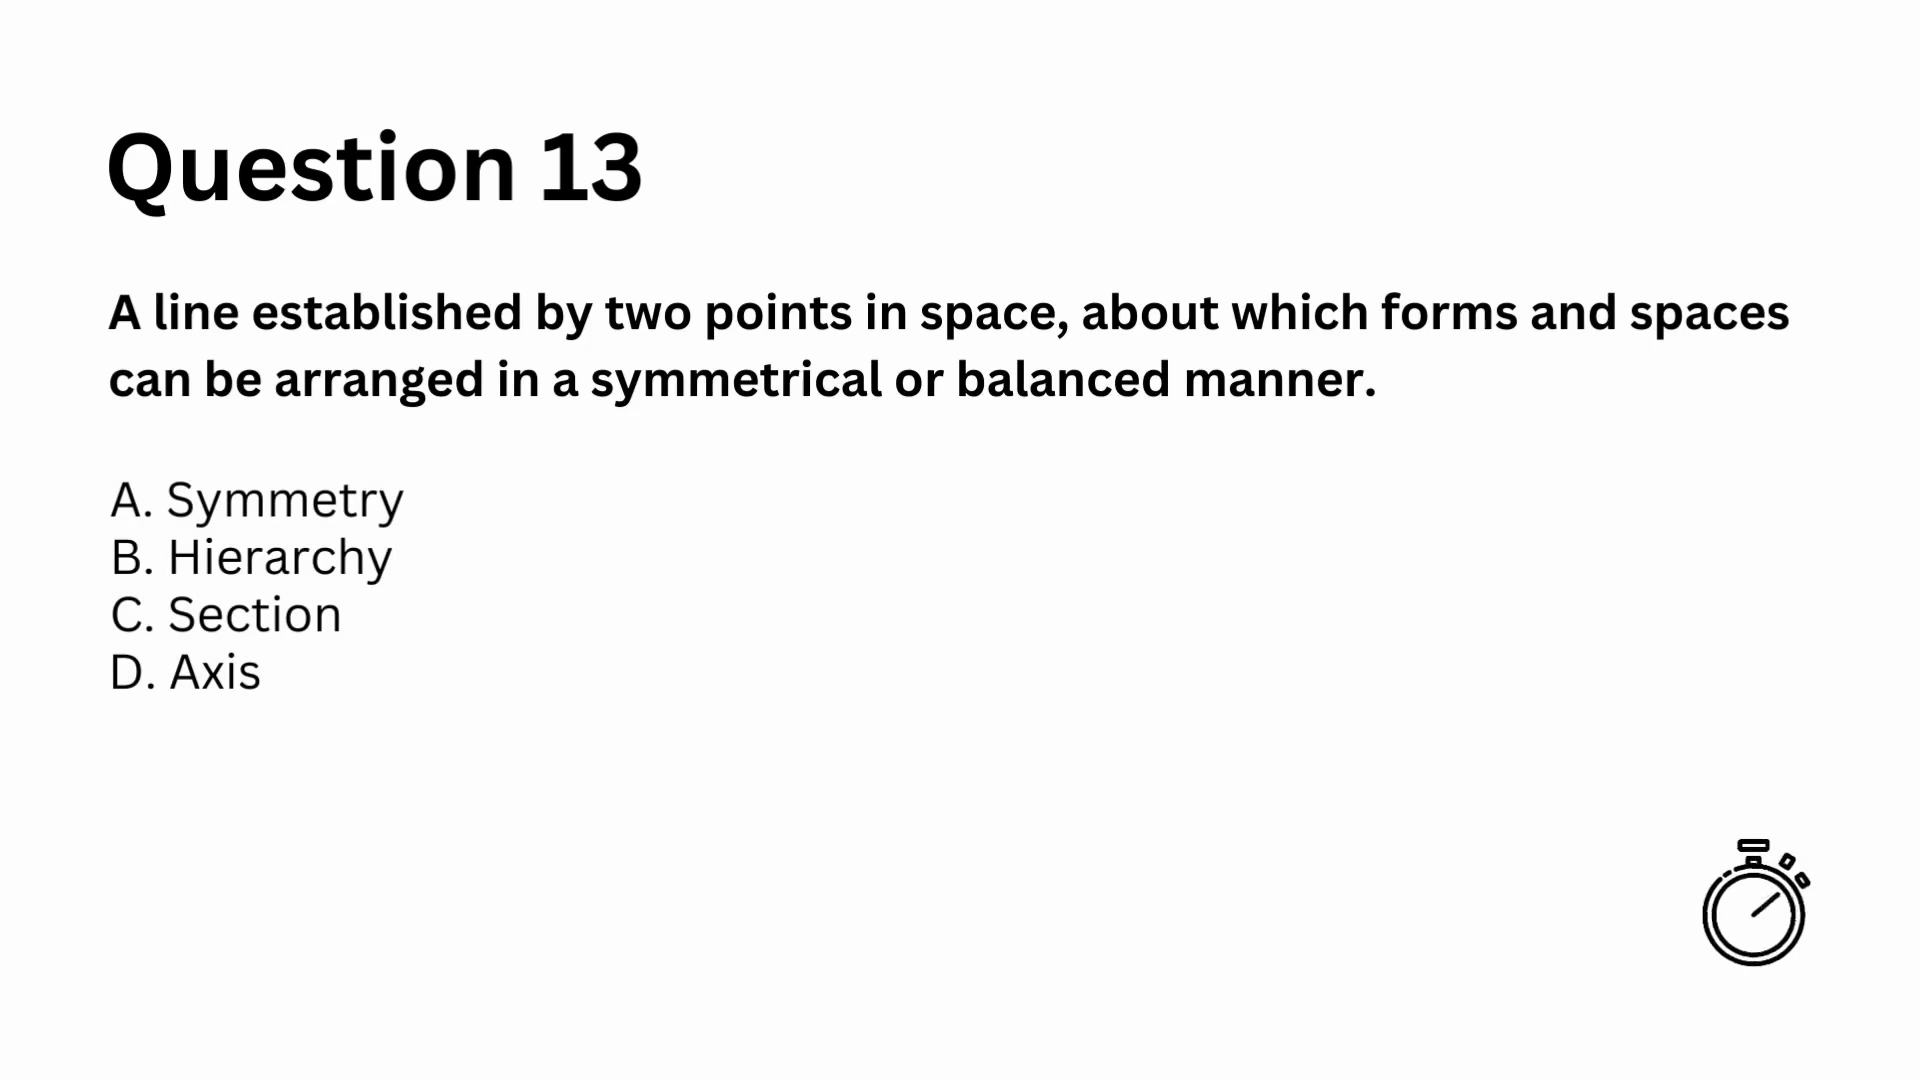 Question 13
A line established by two points in space, about which forms and spaces
can be arranged in a symmetrical or balanced manner.
A. Symmetry
B. Hierarchy
C. Section
D. Axis